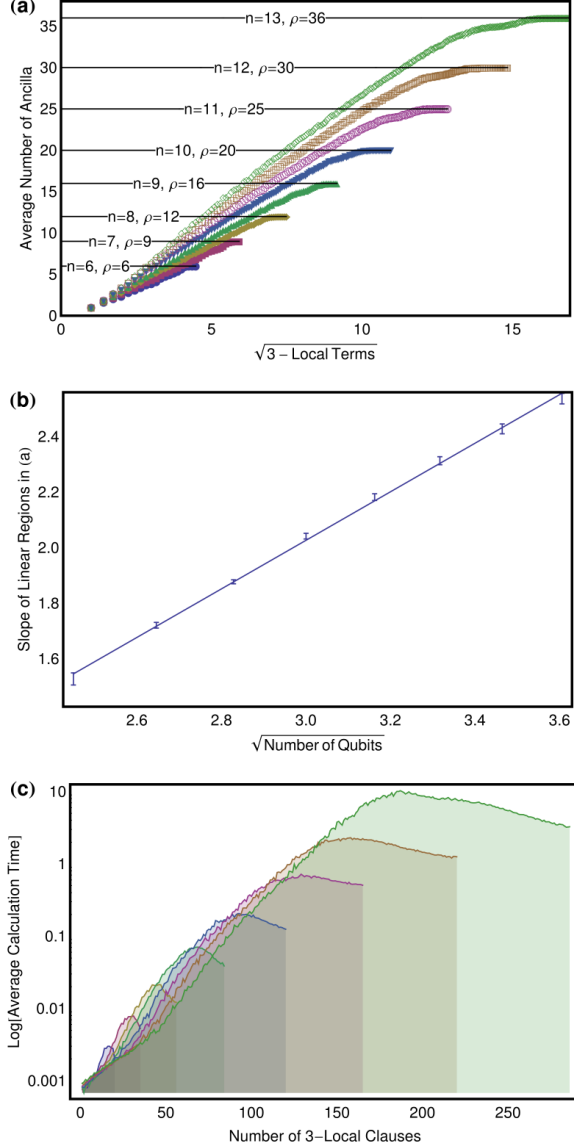 (a)
35
30
25
20
15
10
5
0
Average Number of Ancilla
n=13, ρ=36
n=12, ρ=30
n=11, ρ=25
n=10, ρ=20
n=9, ρ=16
n=8, ρ=12
n=7, ρ=9
n=6, ρ=6
0 5 10 15
√3 − Local Terms
(b)
2.4
2.2
2.0
1.8
1.6
Slope of Linear Regions in (a)
2.6 2.8 3.0 3.2 3.4 3.6
√Number of Qubits
(c)
10
1
0.1
0.01
0.001
Log[Average Calculation Time]
0 50 100 150 200 250
Number of 3−Local Clauses